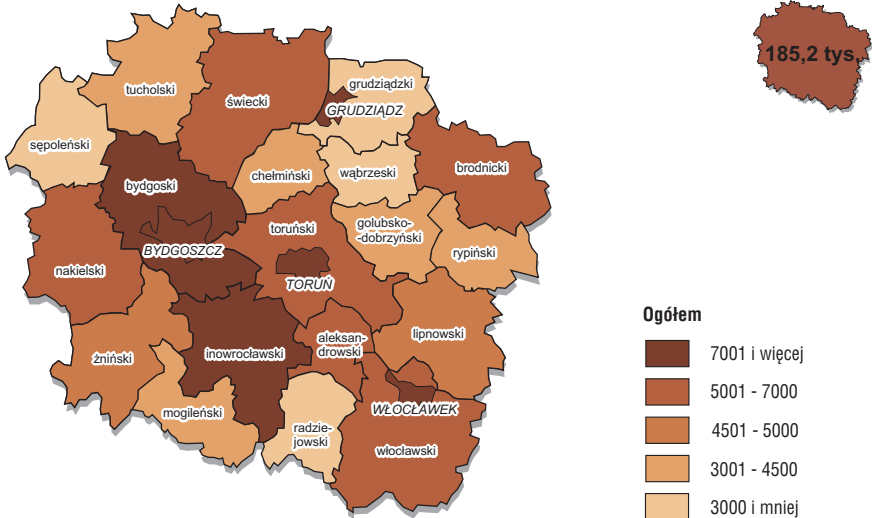 185,2 tys.
tucholski
świecki
grudziądzki
GRUDZIĄDZ
sępoleński
bydgoski
chełmiński
wąbrzeski
brodnicki
toruński
golubsko-
-dobrzyński
rypiński
BYDGOSZCZ
nakielski
TORUŃ
żniński
inowrocławski
aleksan-
drowski
lipnowski
mogileński
radzie-
jowski
WŁOCŁAWEK
włocławski
Ogółem
7001 i więcej
5001 - 7000
4501 - 5000
3001 - 4500
3000 i mniej